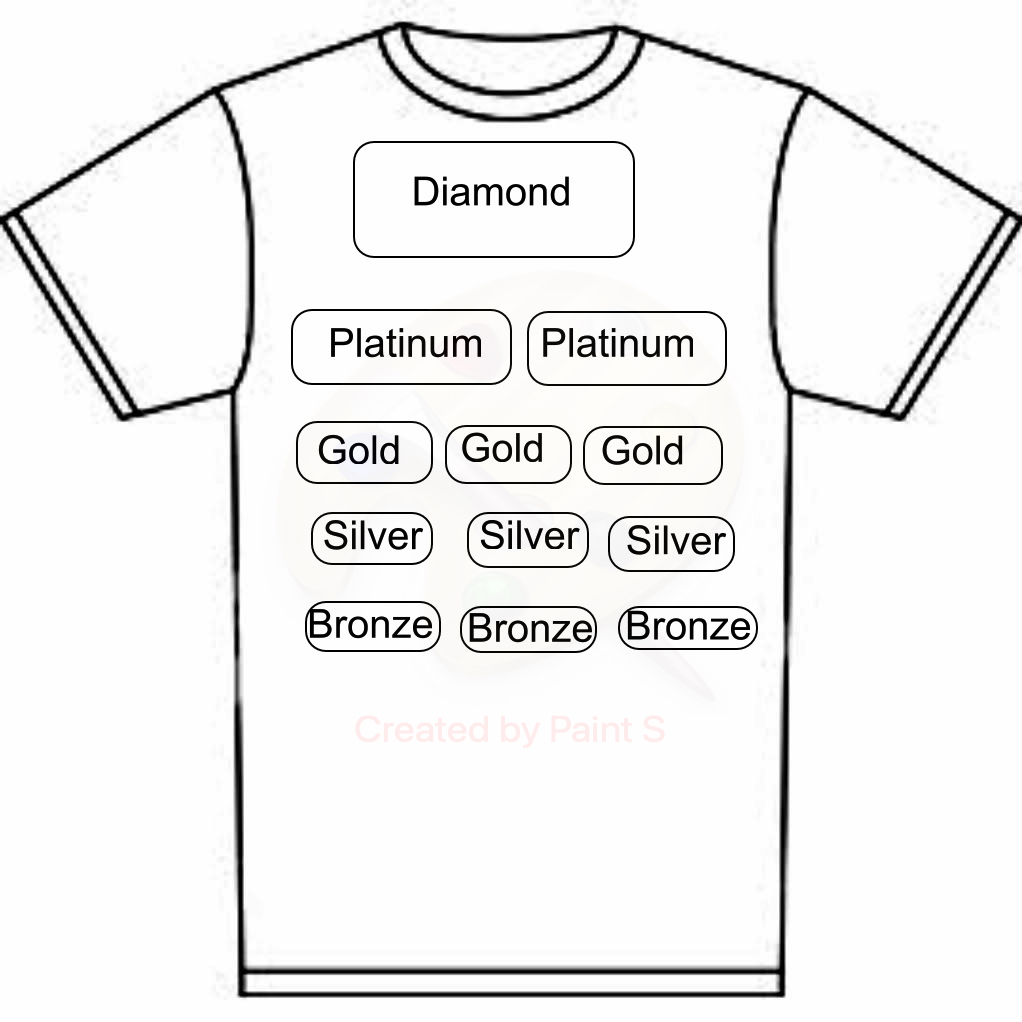 Diamond
Platinum Platinum
Gold Gold Gold
Silver Silver Silver
Bronze Bronze Bronze
Created by Paint S